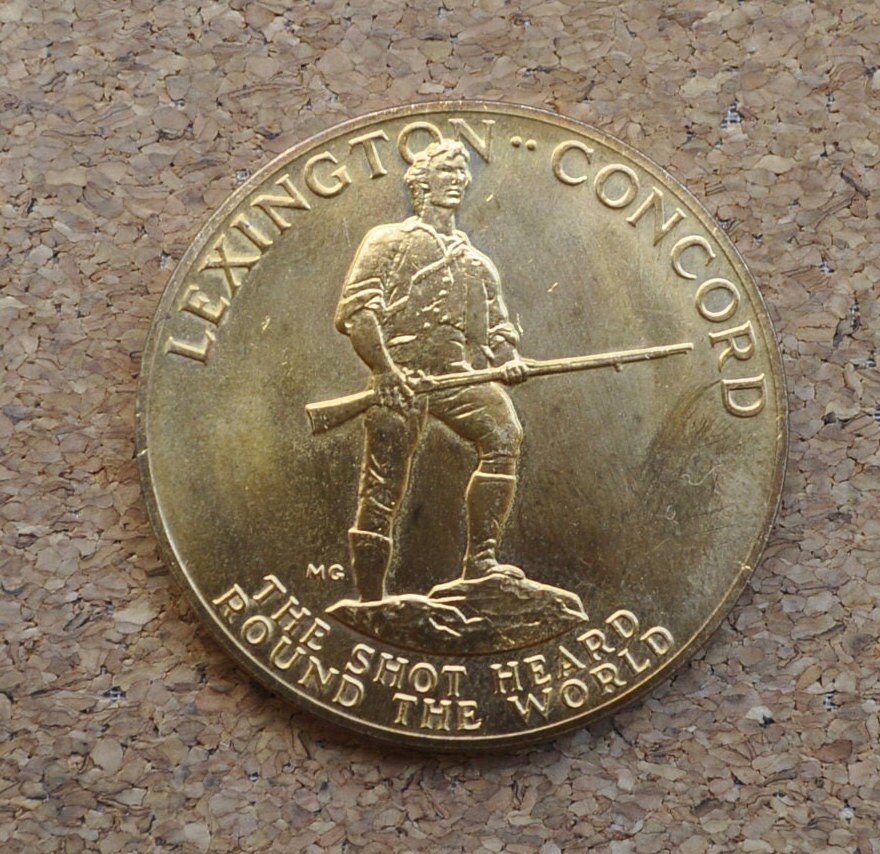 LEXINGTON·· CONCORD
MG
THE SHOT HEARD
ROUND THE WORLD